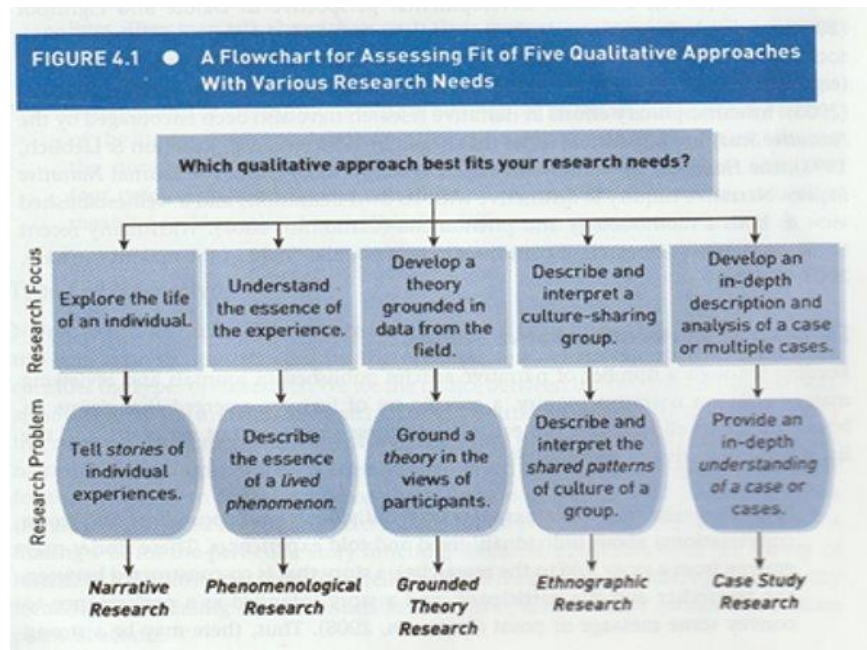 FIGURE 4.1 ● A Flowchart for Assessing Fit of Five Qualitative Approaches
With Various Research Needs
Which qualitative approach best fits your research needs?
Research Focus
Explore the life
of an individual.
Understand
the essence of
the experience.
Develop a
theory
grounded in
data from the
field.
Describe and
interpret a
culture-sharing
group.
Develop an
in-depth
description and
analysis of a case
or multiple cases.
Research Problem
Tell stories of
individual
experiences.
Describe
the essence
of a lived
phenomenon.
Ground a
theory in the
views of
participants.
Describe and
interpret the
shared patterns
of culture of a
group.
Provide an
in-depth
understanding
of a case or
cases.
Narrative
Research
Phenomenological
Research
Grounded
Theory
Research
Ethnographic
Research
Case Study
Research